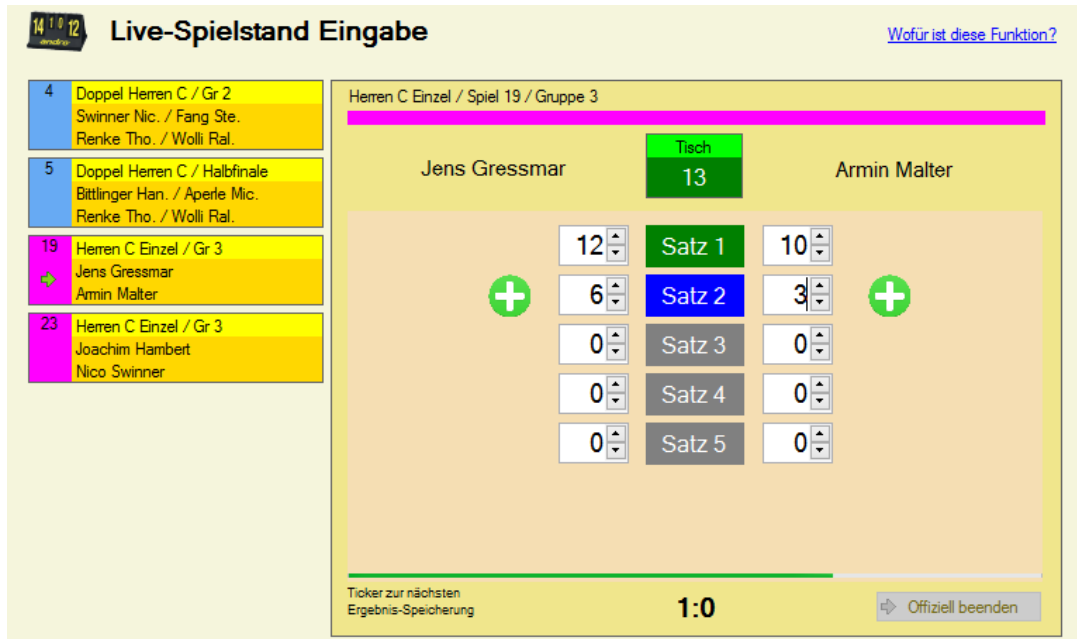 14 1 0 12
andro
Live-Spielstand Eingabe
Wofür ist diese Funktion?
4 Doppel Herren C / Gr 2
Swinner Nic. / Fang Ste.
Renke Tho. / Wolli Ral.
5 Doppel Herren C / Halbfinale
Bittlinger Han. / Aperle Mic.
Renke Tho. / Wolli Ral.
19 Herren C Einzel / Gr 3
Jens Gressmar
Armin Malter
23 Herren C Einzel / Gr 3
Joachim Hambert
Nico Swinner
Herren C Einzel / Spiel 19 / Gruppe 3
Tisch
Jens Gressmar 13 Armin Malter
12 Satz 1 10
6 Satz 2 3
0 Satz 3 0
0 Satz 4 0
0 Satz 5 0
Ticker zur nächsten
Ergebnis-Speicherung
1:0
Offiziell beenden